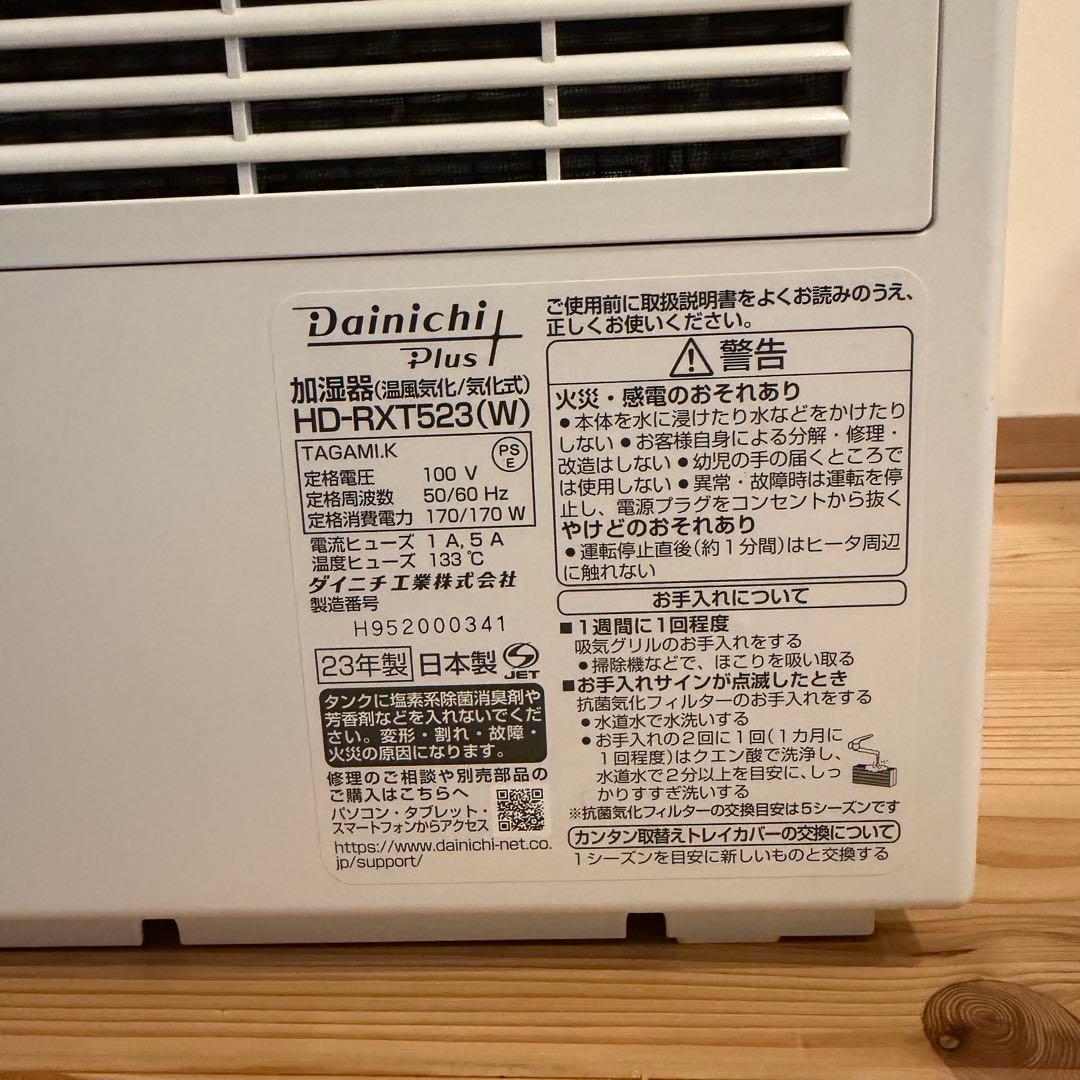 Dainichi
Plus
加湿器(温風気化/気化式)
HD-RXT523(W)
TAGAMI.K
PS
E
定格電圧 100 V
定格周波数 50/60 Hz
定格消費電力 170/170 W
電流ヒューズ 1 A, 5 A
温度ヒューズ 133 ℃
ダイニチ工業株式会社
製造番号
H952000341
23年製 日本製
JET
タンクに塩素系除菌消臭剤や
芳香剤などを入れないでくだ
さい。変形・割れ・故障・
火災の原因になります。
修理のご相談や別売部品の
ご購入はこちらへ
パソコン・タブレット・
スマートフォンからアクセス
https://www.dainichi-net.co.
jp/support/
ご使用前に取扱説明書をよくお読みのうえ、
正しくお使いください。
警告
火災・感電のおそれあり
●本体を水に浸けたり水などをかけたり
しない ●お客様自身による分解・修理・
改造はしない ●幼児の手の届くところで
は使用しない ●異常・故障時は運転を停
止し、電源プラグをコンセントから抜く
やけどのおそれあり
●運転停止直後(約1分間)はヒータ周辺
に触れない
お手入れについて
■1週間に1回程度
吸気グリルのお手入れをする
●掃除機などで、ほこりを吸い取る
■お手入れサインが点滅したとき
抗菌気化フィルターのお手入れをする
●水道水で水洗いする
●お手入れの2回に1回(1カ月に
1回程度)はクエン酸で洗浄し、
水道水で2分以上を目安に、しっ
かりすすぎ洗いする
※抗菌気化フィルターの交換目安は5シーズンです
カンタン取替えトレイカバーの交換について
1シーズンを目安に新しいものと交換する